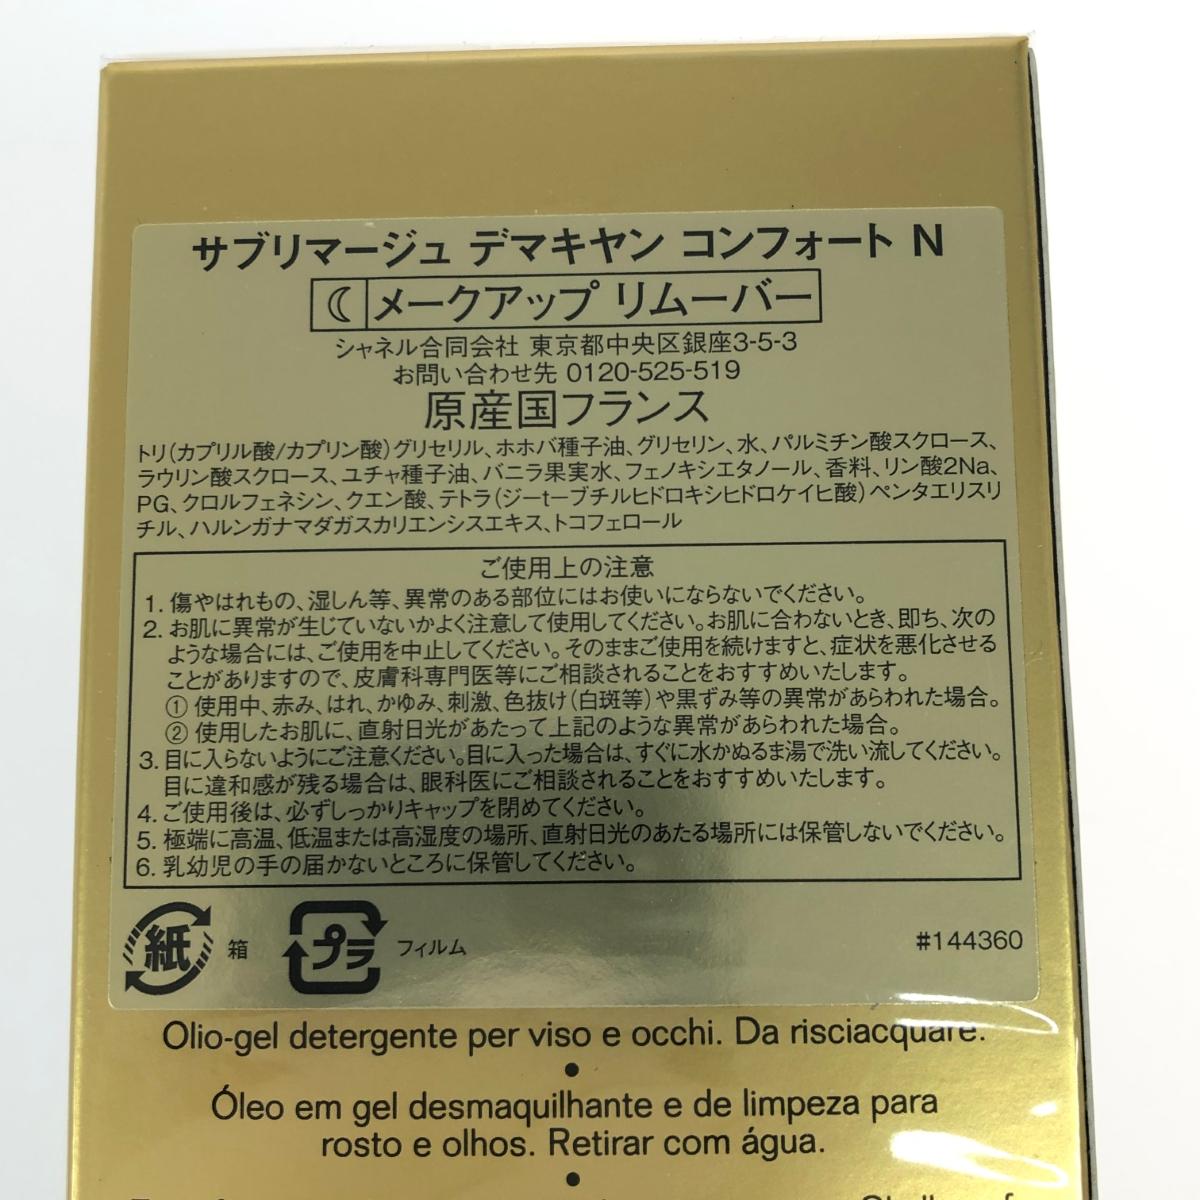 サブリマージュ デマキヤン コンフォート N
メークアップ リムーバー
シャネル合同会社 東京都中央区銀座3-5-3
お問い合わせ先 0120-525-519
原産国フランス
トリ(カプリル酸/カプリン酸)グリセリル、ホホバ種子油、グリセリン、水、パルミチン酸スクロース、
ラウリン酸スクロース、ユチャ種子油、バニラ果実水、フェノキシエタノール、香料、リン酸2Na、
PG、クロルフェネシン、クエン酸、テトラ(ジーtーブチルヒドロキシヒドロケイヒ酸)ペンタエリスリ
チル、ハルンガナマダガスカリエンシスエキス、トコフェロール
ご使用上の注意
1. 傷やはれもの、湿しん等、異常のある部位にはお使いにならないでください。
2. お肌に異常が生じていないかよく注意して使用してください。お肌に合わないとき、即ち、次の
ような場合には、ご使用を中止してください。そのままご使用を続けますと、症状を悪化させる
ことがありますので、皮膚科専門医等にご相談されることをおすすめいたします。
① 使用中、赤み、はれ、かゆみ、刺激、色抜け(白斑等)や黒ずみ等の異常があらわれた場合。
② 使用したお肌に、直射日光があたって上記のような異常があらわれた場合。
3. 目に入らないようにご注意ください。目に入った場合は、すぐに水かぬるま湯で洗い流してください。
目に違和感が残る場合は、眼科医にご相談されることをおすすめいたします。
4. ご使用後は、必ずしっかりキャップを閉めてください。
5. 極端に高温、低温または高湿度の場所、直射日光のあたる場所には保管しないでください。
6. 乳幼児の手の届かないところに保管してください。
紙 箱 プラ フィルム #144360
Olio-gel detergente per viso e occhi. Da risciacquare.
•
Óleo em gel desmaquilhante e de limpeza para
rosto e olhos. Retirar com água.
•